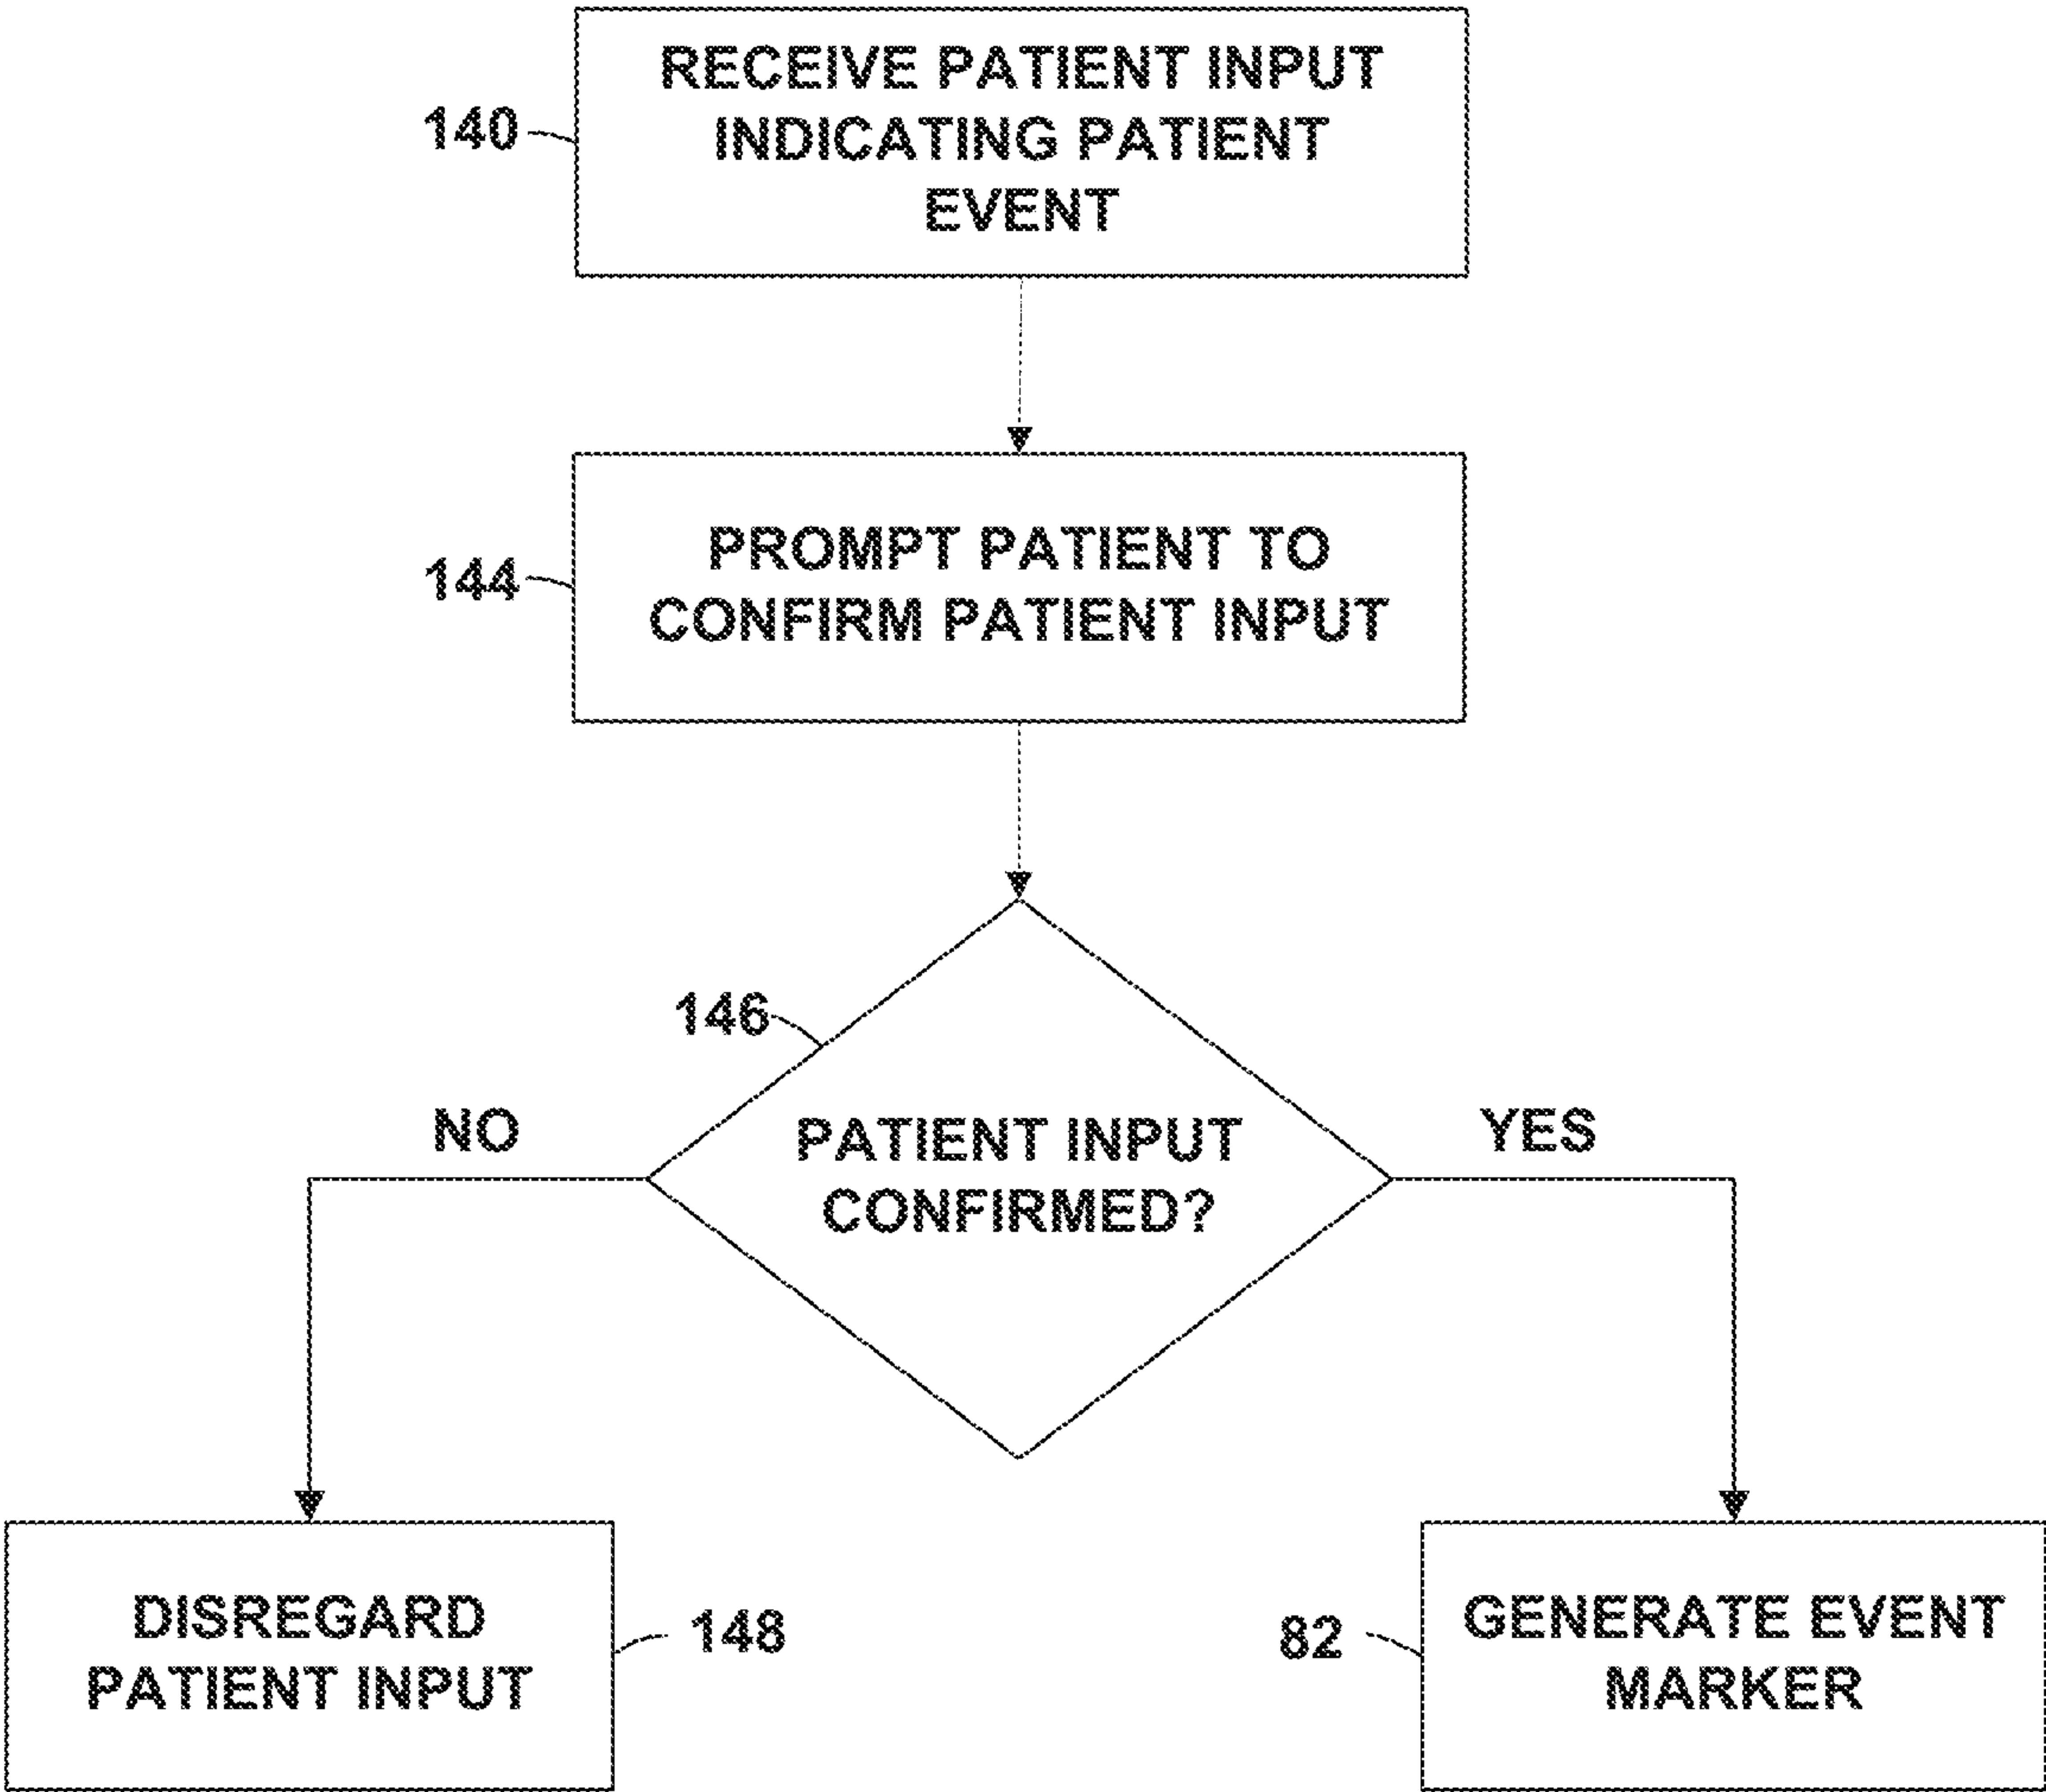 RECEIVE PATIENT INPUT
INDICATING PATIENT
EVENT
140
PROMPT PATIENT TO
CONFIRM PATIENT INPUT
144
146
PATIENT INPUT
CONFIRMED?
NO
YES
DISREGARD
PATIENT INPUT
148
82
GENERATE EVENT
MARKER